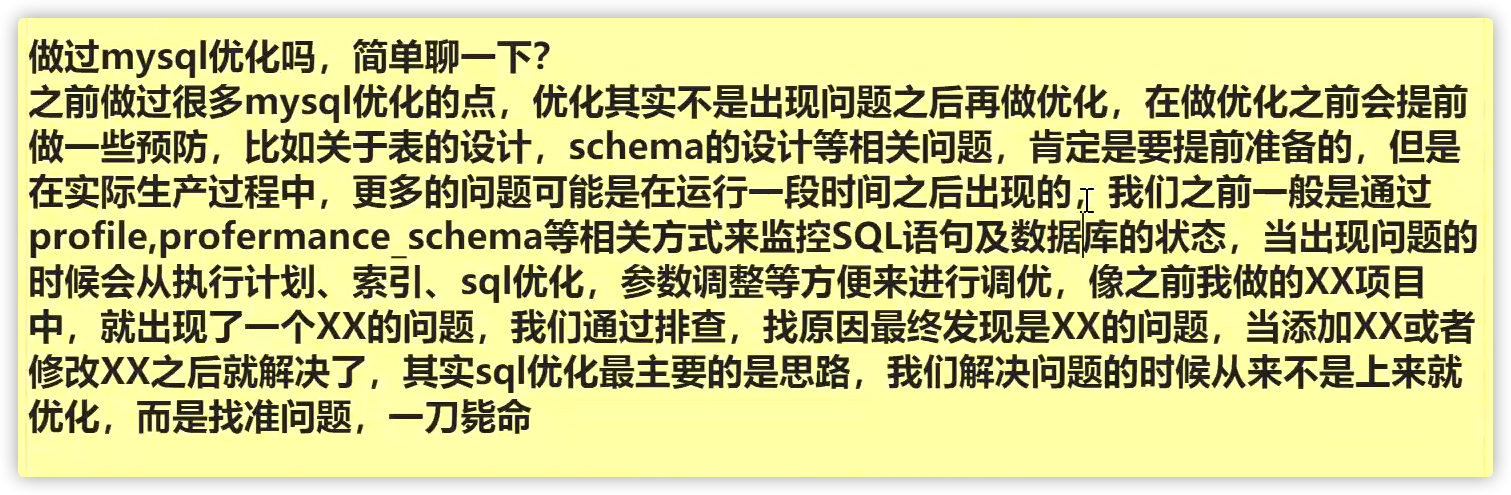 做过mysql优化吗，简单聊一下？
之前做过很多mysql优化的点，优化其实不是出现问题之后再做优化，在做优化之前会提前
做一些预防，比如关于表的设计，schema的设计等相关问题，肯定是要提前准备的，但是
在实际生产过程中，更多的问题可能是在运行一段时间之后出现的，我们之前一般是通过
profile,profermance_schema等相关方式来监控SQL语句及数据库的状态，当出现问题的
时候会从执行计划、索引、sql优化，参数调整等方便来进行调优，像之前我做的XX项目
中，就出现了一个XX的问题，我们通过排查，找原因最终发现是XX的问题，当添加XX或者
修改XX之后就解决了，其实sql优化最主要的是思路，我们解决问题的时候从来不是上来就
优化，而是找准问题，一刀毙命